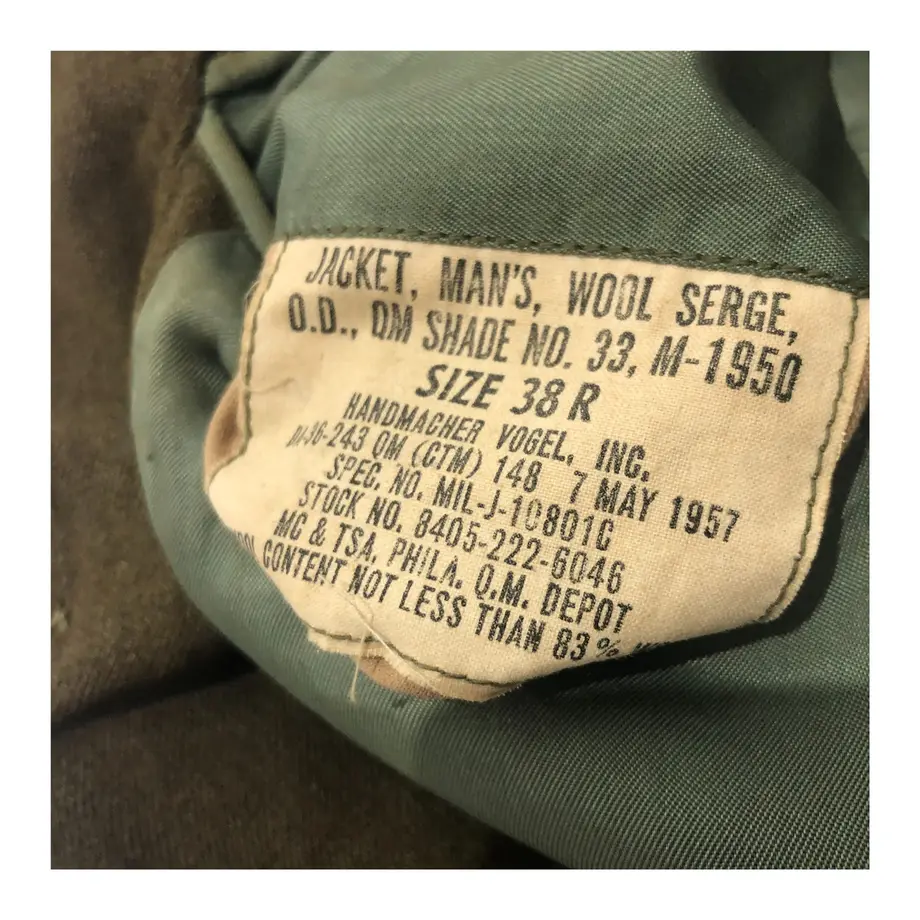 JACKET, MAN'S, WOOL SERGE,
O.D., QM SHADE NO. 33, M-1950
SIZE 38 R
HANDMACHER VOGEL, INC.
QM (CTM) 148 7 MAY 1957
SPEC. NO. MIL-J-10801C
STOCK NO. 8405-222-6046
MC & TSA, PHILA. Q.M. DEPOT
CONTENT NOT LESS THAN 83%